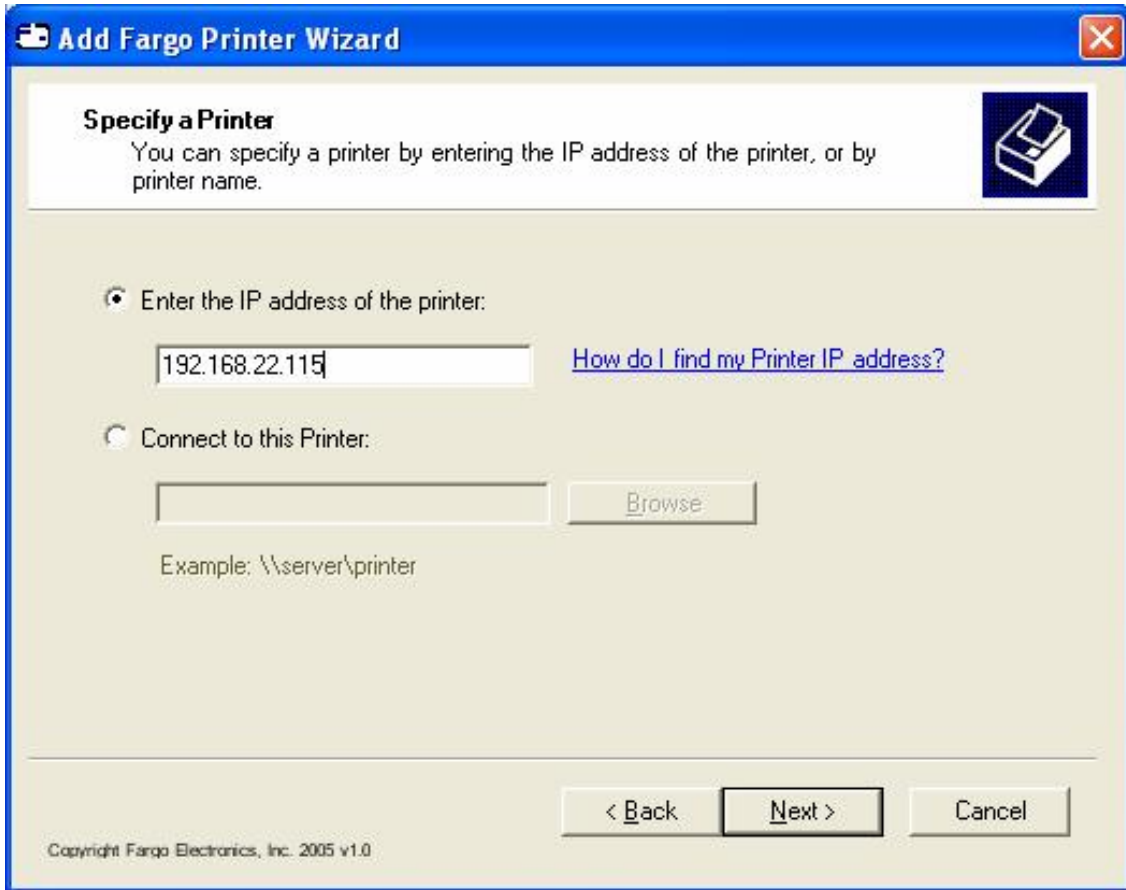 Add Fargo Printer Wizard
Specify a Printer
You can specify a printer by entering the IP address of the printer, or by
printer name.
Enter the IP address of the printer:
192.168.22.115
How do I find my Printer IP address?
Connect to this Printer:
Browse
Example: \\server\printer
< Back
Next >
Cancel
Copyright Fargo Electronics, Inc. 2005 v1.0